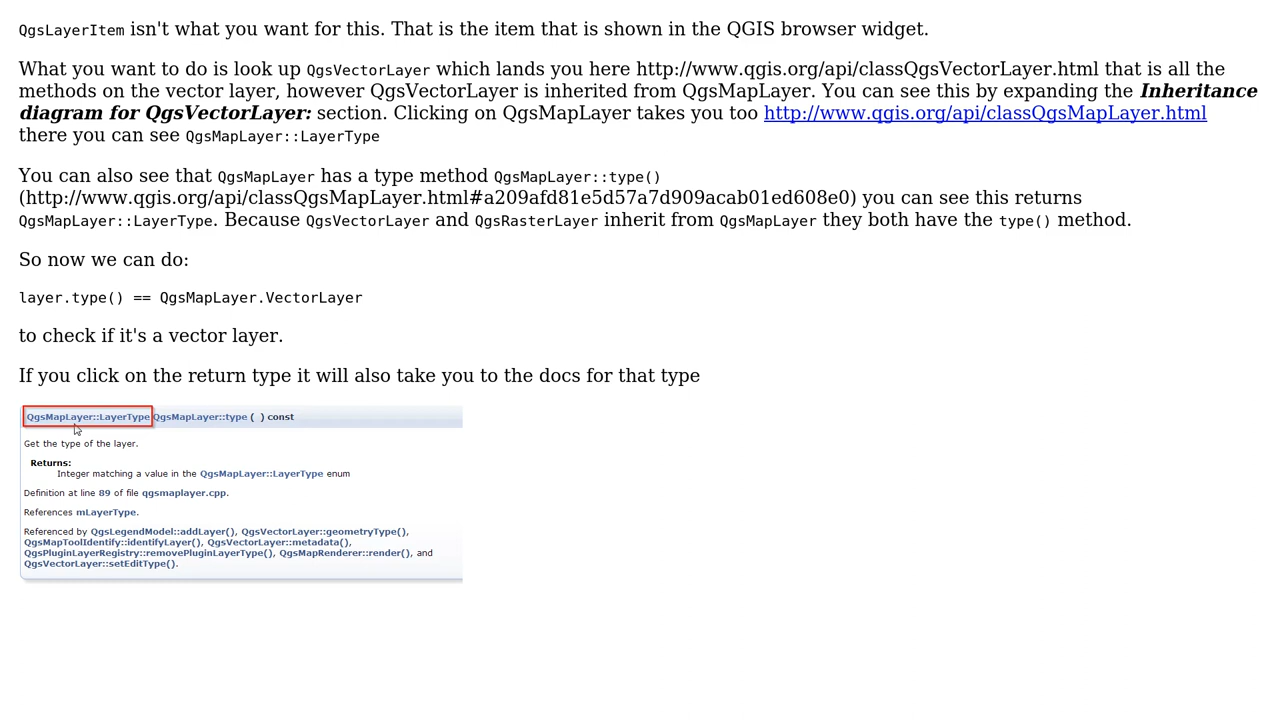 QgsLayerItem isn't what you want for this. That is the item that is shown in the QGIS browser widget.
What you want to do is look up QgsVectorLayer which lands you here http://www.qgis.org/api/classQgsVectorLayer.html that is all the
methods on the vector layer, however QgsVectorLayer is inherited from QgsMapLayer. You can see this by expanding the Inheritance
diagram for QgsVectorLayer: section. Clicking on QgsMapLayer takes you too http://www.qgis.org/api/classQgsMapLayer.html
there you can see QgsMapLayer::LayerType
You can also see that QgsMapLayer has a type method QgsMapLayer::type()
(http://www.qgis.org/api/classQgsMapLayer.html#a209afd81e5d57a7d909acab01ed608e0) you can see this returns
QgsMapLayer::LayerType. Because QgsVectorLayer and QgsRasterLayer inherit from QgsMapLayer they both have the type() method.
So now we can do:
layer.type() == QgsMapLayer.VectorLayer
to check if it's a vector layer.
If you click on the return type it will also take you to the docs for that type
QgsMapLayer::LayerType QgsMapLayer::type ( ) const
Get the type of the layer.
Returns:
Integer matching a value in the QgsMapLayer::LayerType enum
Definition at line 89 of file qgsmaplayer.cpp.
References mLayerType.
Referenced by QgsLegendModel::addLayer(), QgsVectorLayer::geometryType(),
QgsMapToolIdentify::identifyLayer(), QgsVectorLayer::metadata(),
QgsPluginLayerRegistry::removePluginLayerType(), QgsMapRenderer::render(), and
QgsVectorLayer::setEditType().